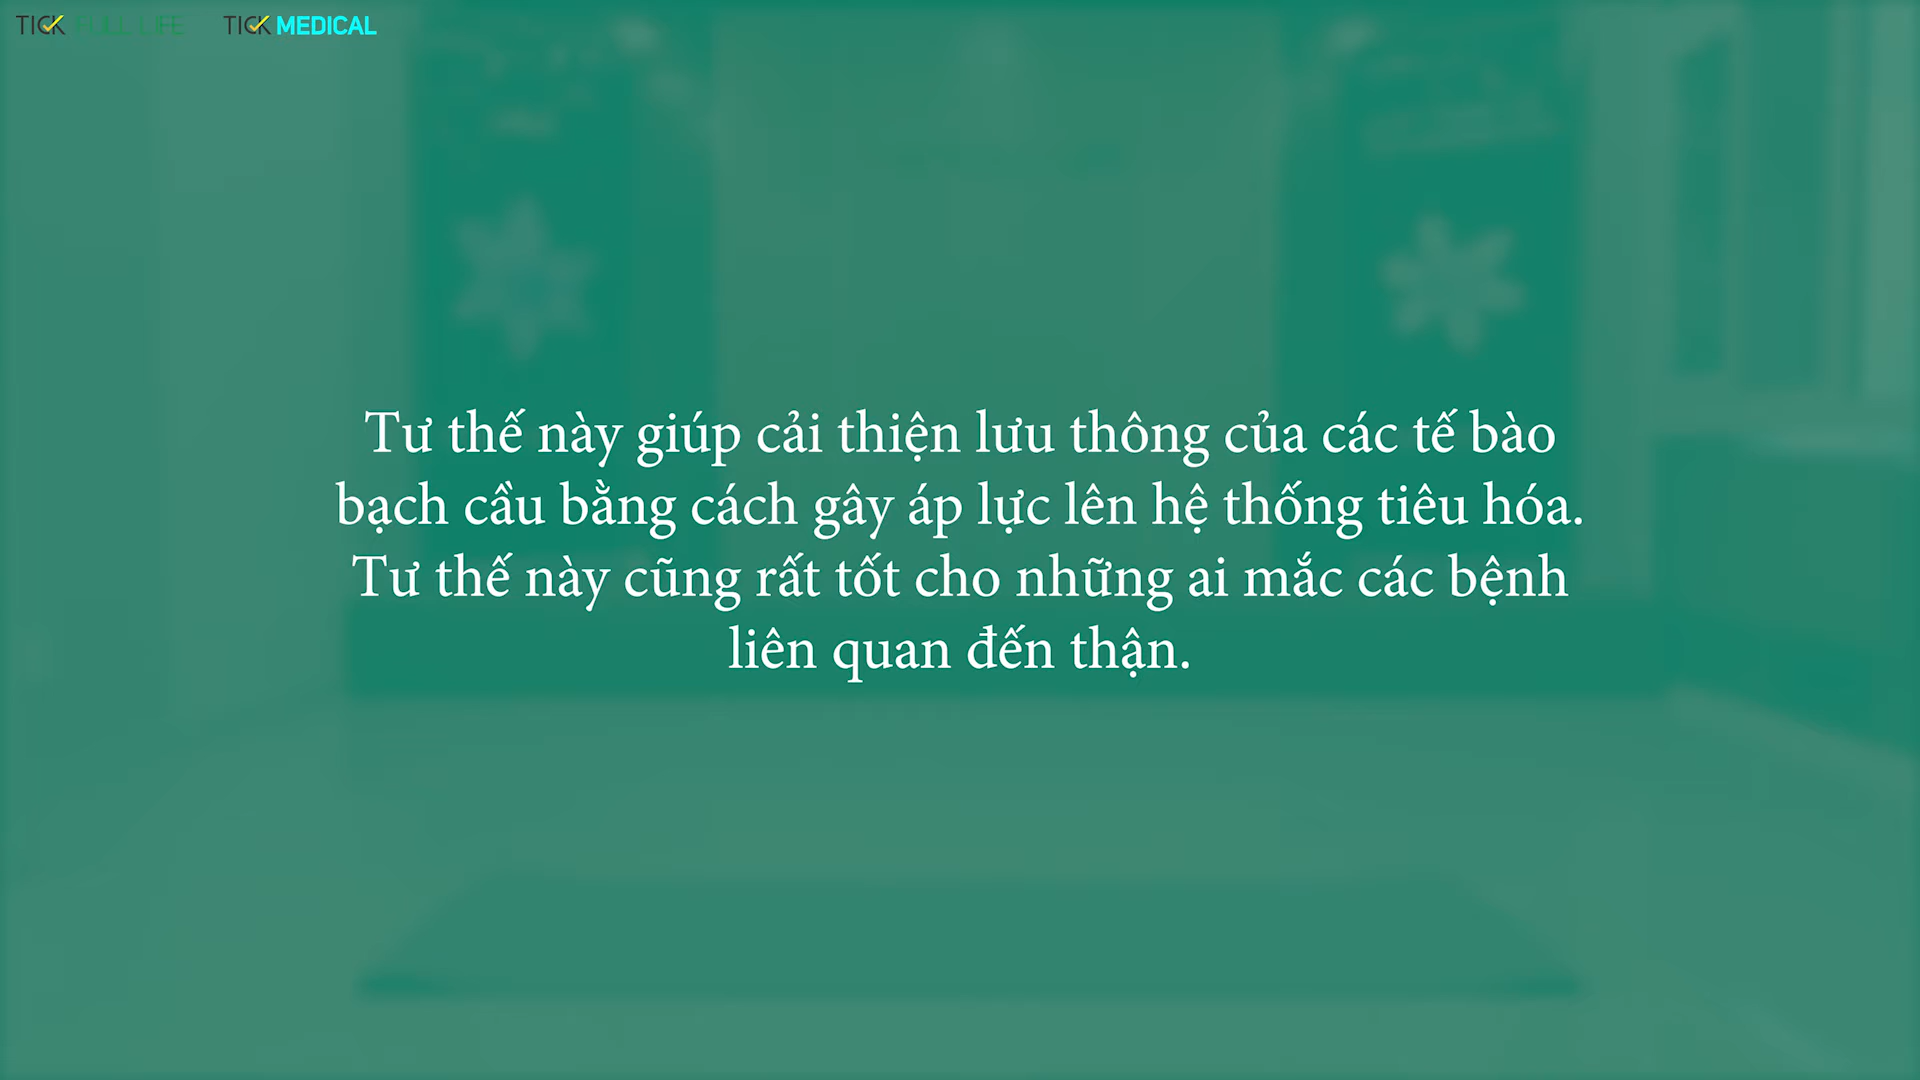 TICK FULL LIFE TICK MEDICAL
Tư thế này giúp cải thiện lưu thông của các tế bào
bạch cầu bằng cách gây áp lực lên hệ thống tiêu hóa.
Tư thế này cũng rất tốt cho những ai mắc các bệnh
liên quan đến thận.